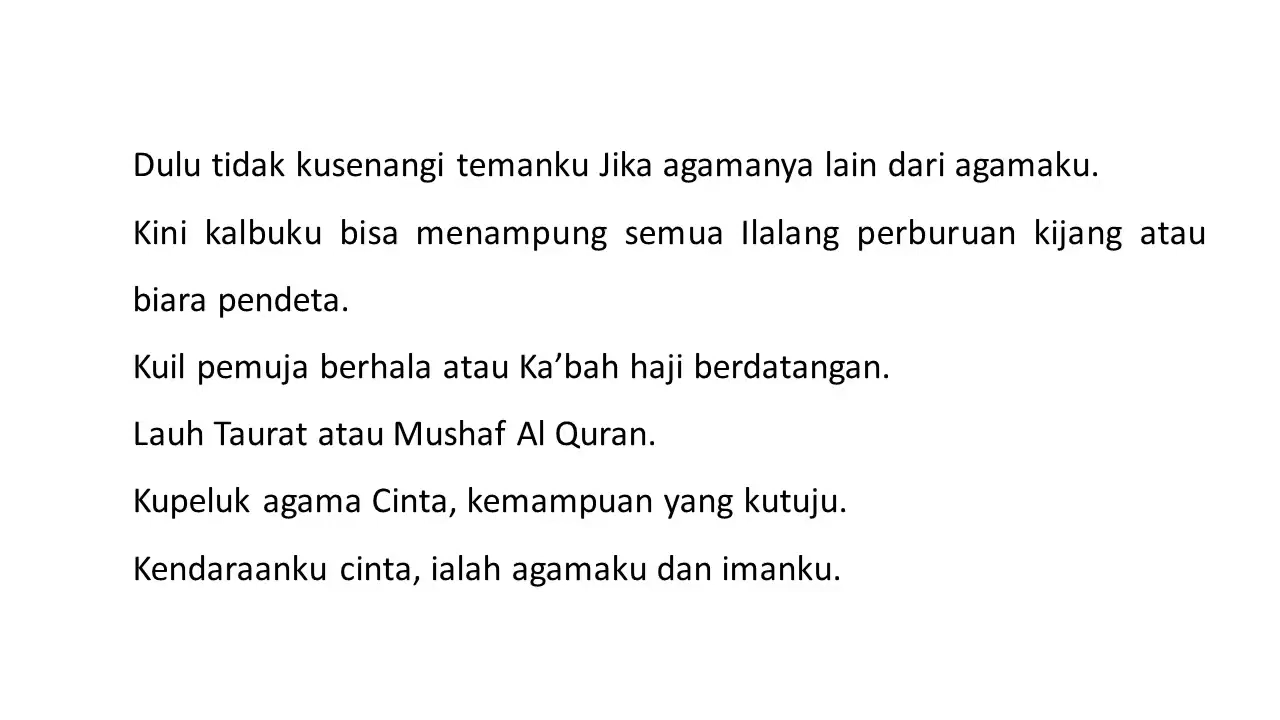 Dulu tidak kusenangi temanku Jika agamanya lain dari agamaku.
Kini kalbuku bisa menampung semua Ilalang perburuan kijang atau
biara pendeta.
Kuil pemuja berhala atau Ka’bah haji berdatangan.
Lauh Taurat atau Mushaf Al Quran.
Kupeluk agama Cinta, kemampuan yang kutuju.
Kendaraanku cinta, ialah agamaku dan imanku.